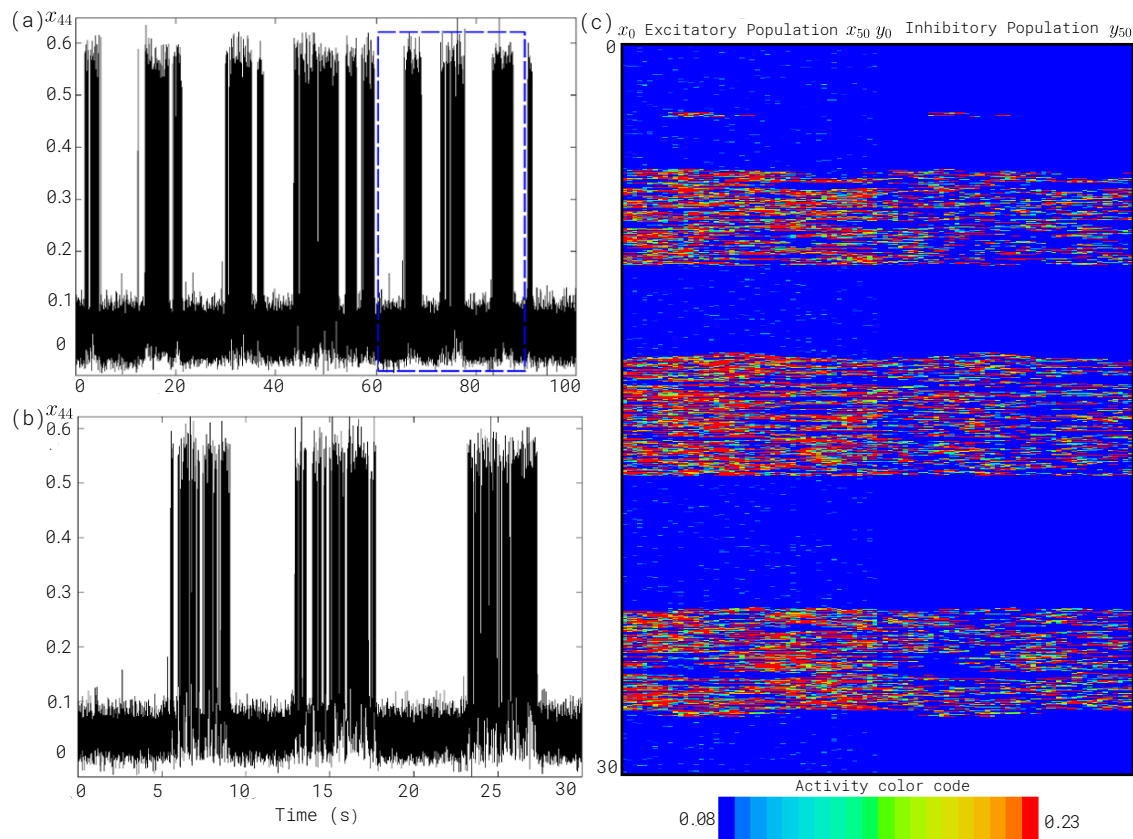 (a) x44
0.6
0.5
0.4
0.3
0.2
0.1
0
0 20 40 60 80 100
(b) x44
0.6
0.5
0.4
0.3
0.2
0.1
0
0 5 10 15 20 25 30
Time (s)
(c) x0 Excitatory Population x50 y0 Inhibitory Population y50
0
30
Activity color code
0.08 0.23